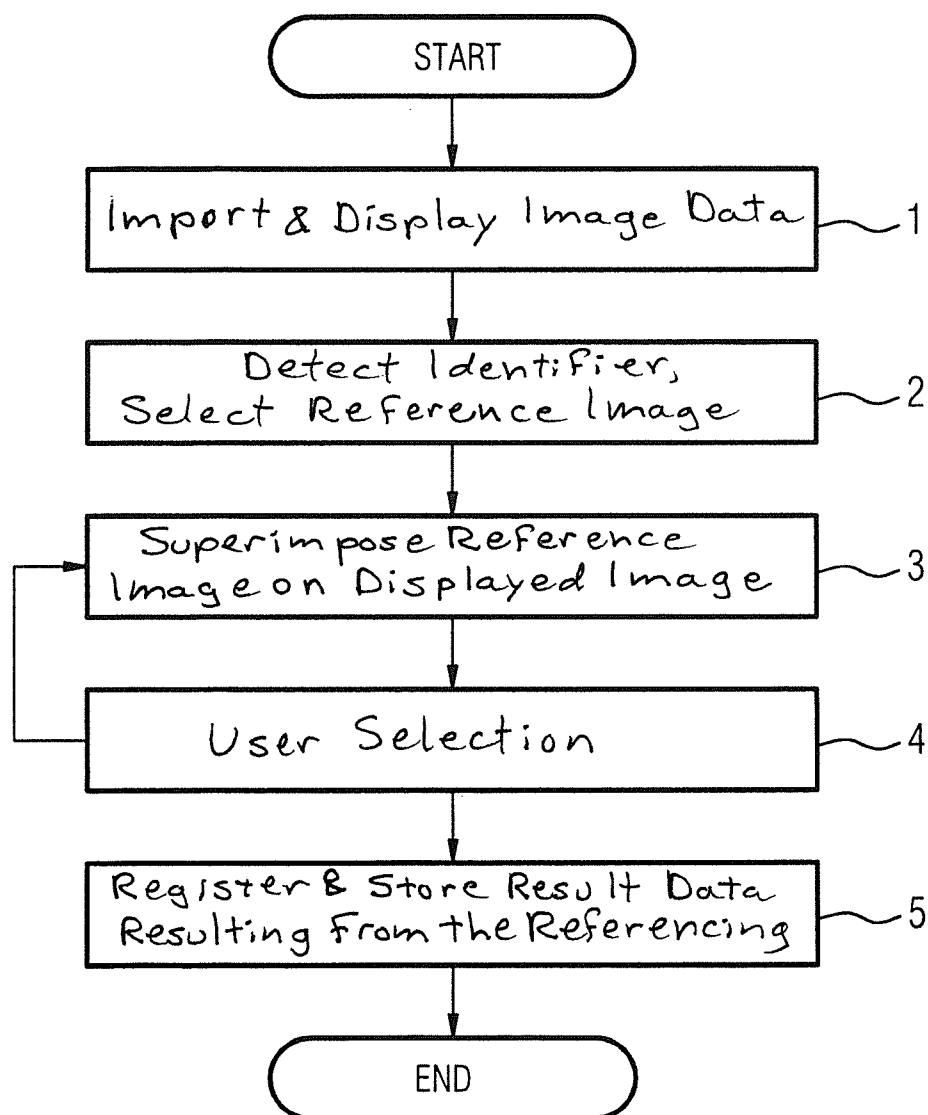 START
Import & Display Image Data
1
Detect Identifier,
Select Reference Image
2
Superimpose Reference
Image on Displayed Image
3
User Selection
4
Register & Store Result Data
Resulting From the Referencing
5
END